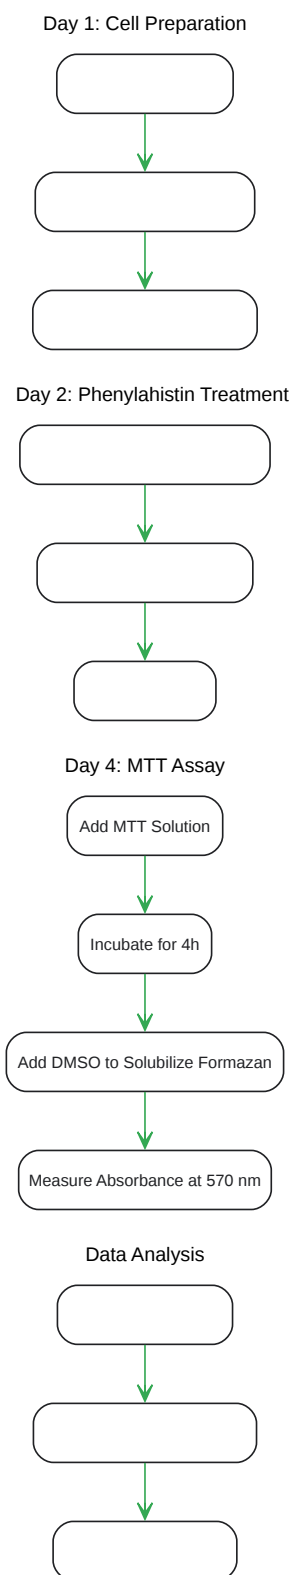 Day 1: Cell Preparation
Day 2: Phenylahistin Treatment
Day 4: MTT Assay
Add MTT Solution
Incubate for 4h
Add DMSO to Solubilize Formazan
Measure Absorbance at 570 nm
Data Analysis